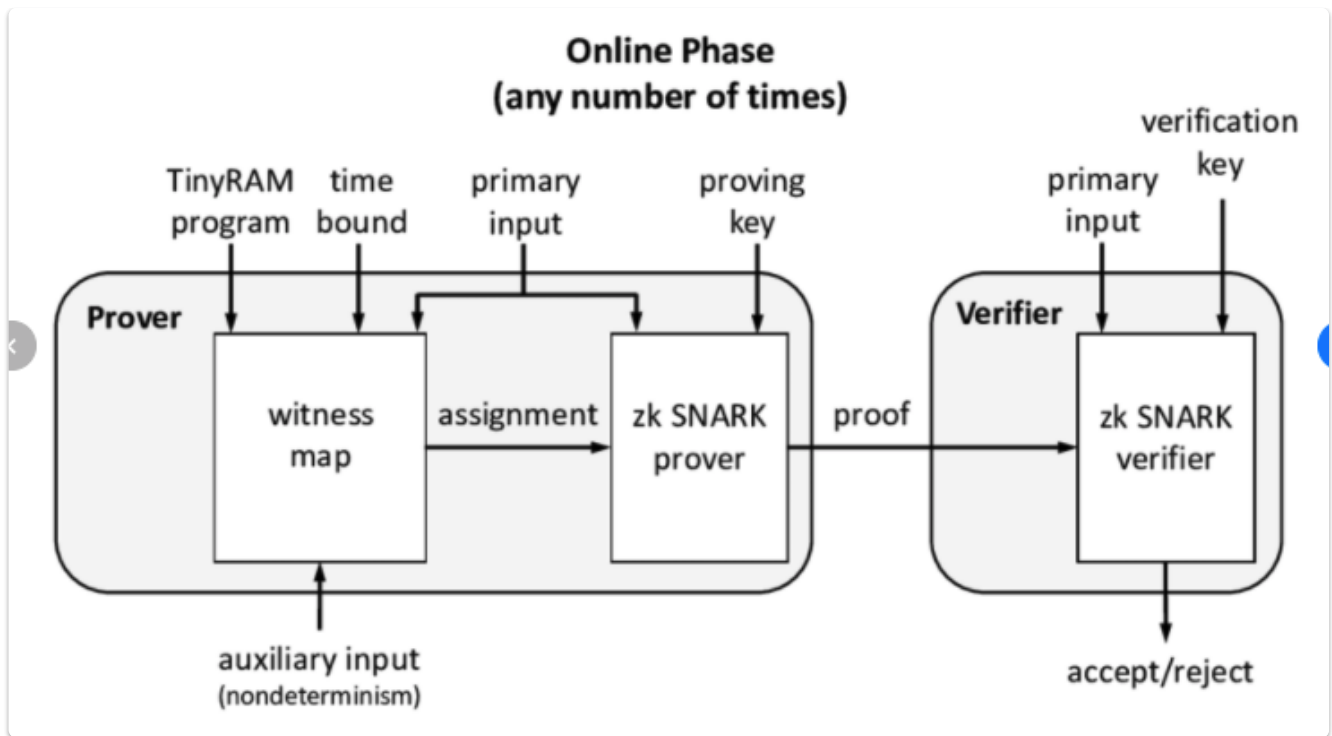 Online Phase
(any number of times)
verification
key
TinyRAM
program
time
bound
primary
input
proving
key
primary
input
Prover
Verifier
witness
map
assignment
zk SNARK
prover
proof
zk SNARK
verifier
auxiliary input
(nondeterminism)
accept/reject